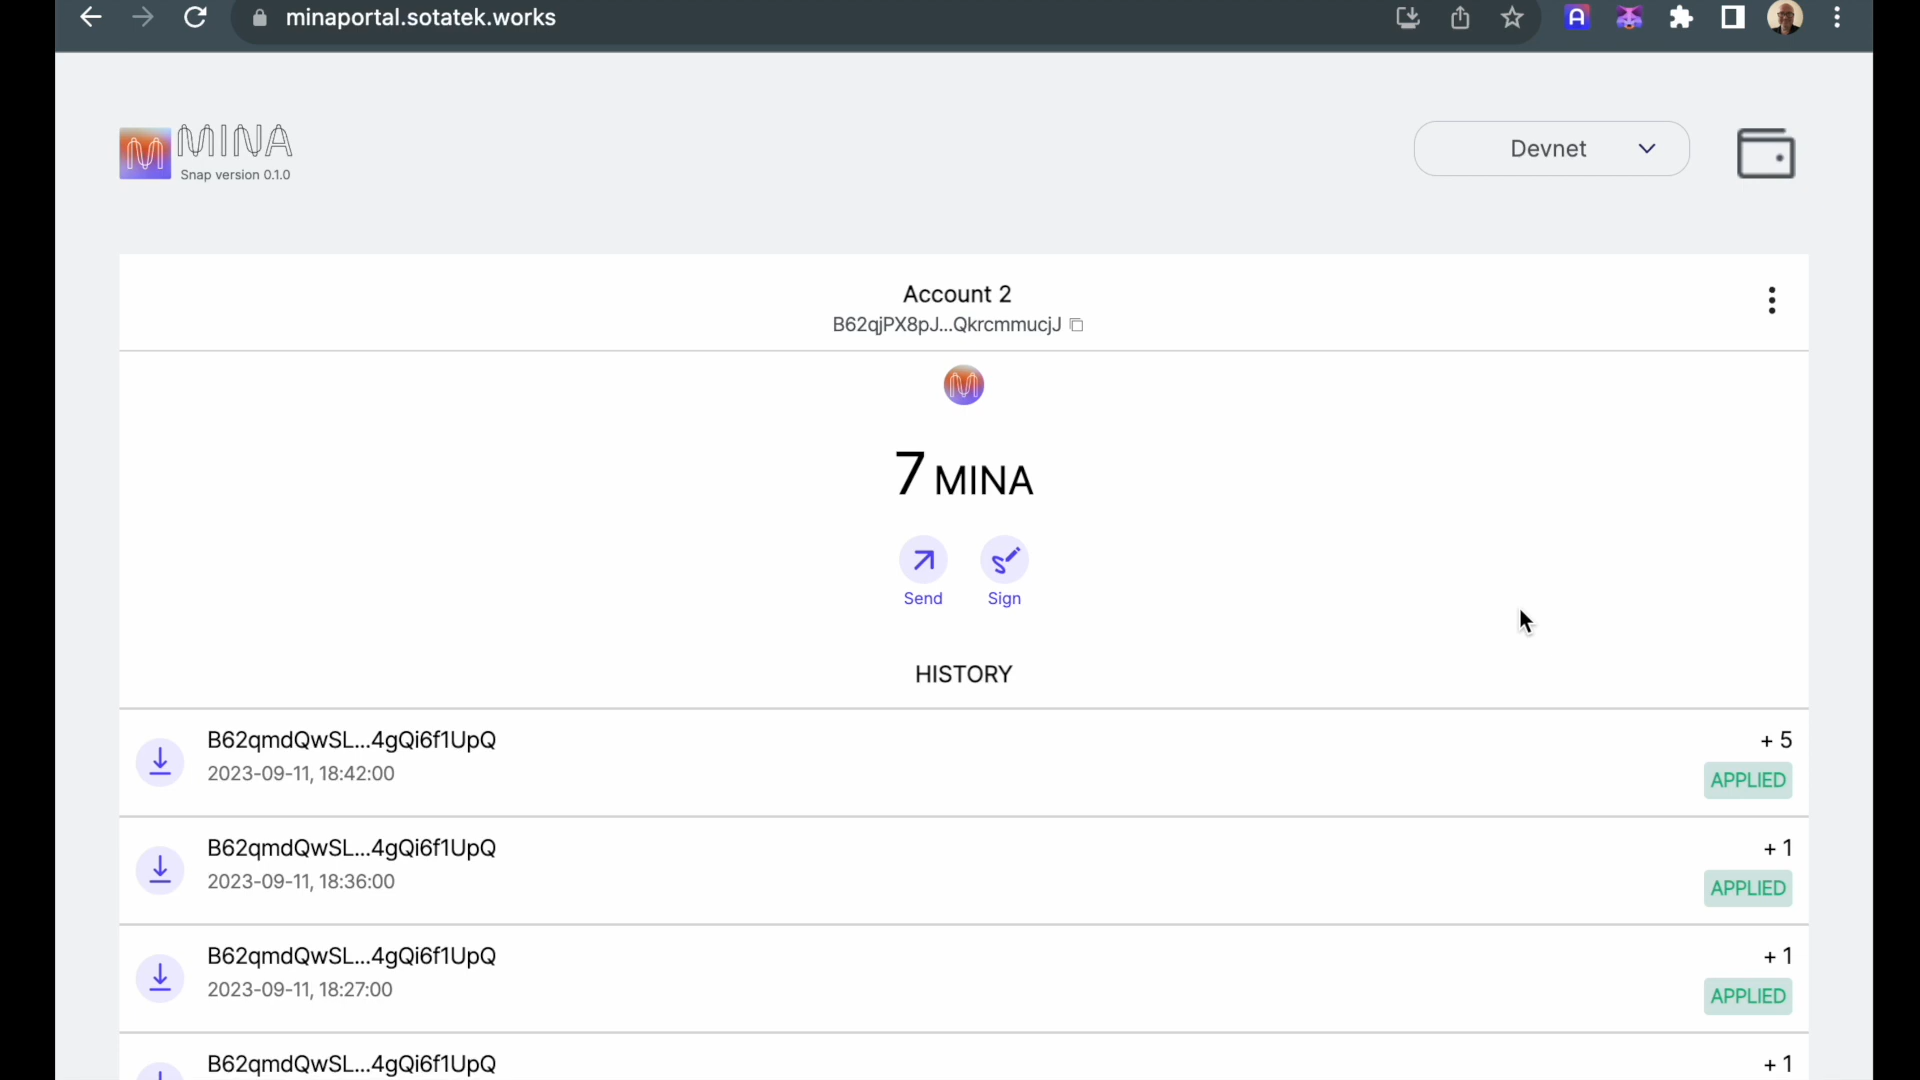 minaportal.sotatek.works
MINA
Snap version 0.1.0
Devnet
Account 2
B62qjPX8pJ...QkrcmmucjJ
7 MINA
Send
Sign
HISTORY
B62qmdQwSL...4gQi6f1UpQ
+ 5
2023-09-11, 18:42:00
APPLIED
B62qmdQwSL...4gQi6f1UpQ
+ 1
2023-09-11, 18:36:00
APPLIED
B62qmdQwSL...4gQi6f1UpQ
+ 1
2023-09-11, 18:27:00
APPLIED
B62qmdQwSL...4gQi6f1UpQ
+ 1